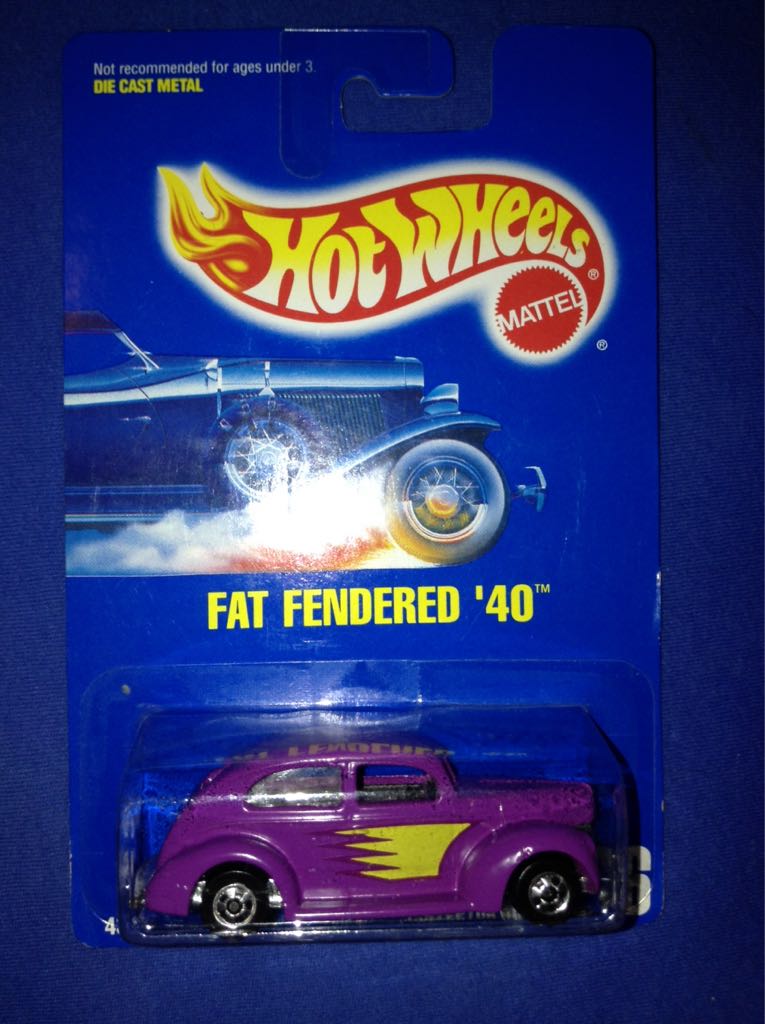 Not recommended for ages under 3.
DIE CAST METAL
Hot Wheels ®
MATTEL
®
FAT FENDERED '40™